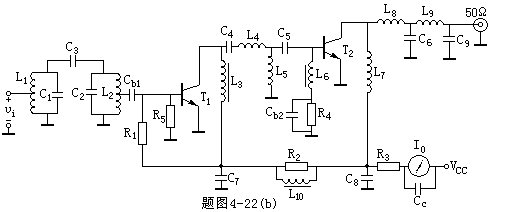 L8 L9 50Ω
C4 L4 C5
C3 T2
L1 C1 C2 L2 Cb1 T1 L3 L5 L6 L7 C6 C9
+ υi −
R1 R5 Cb2 R4
R2 R3 I0 VCC
C7 L10 C8 Cc
题图4-22(b)